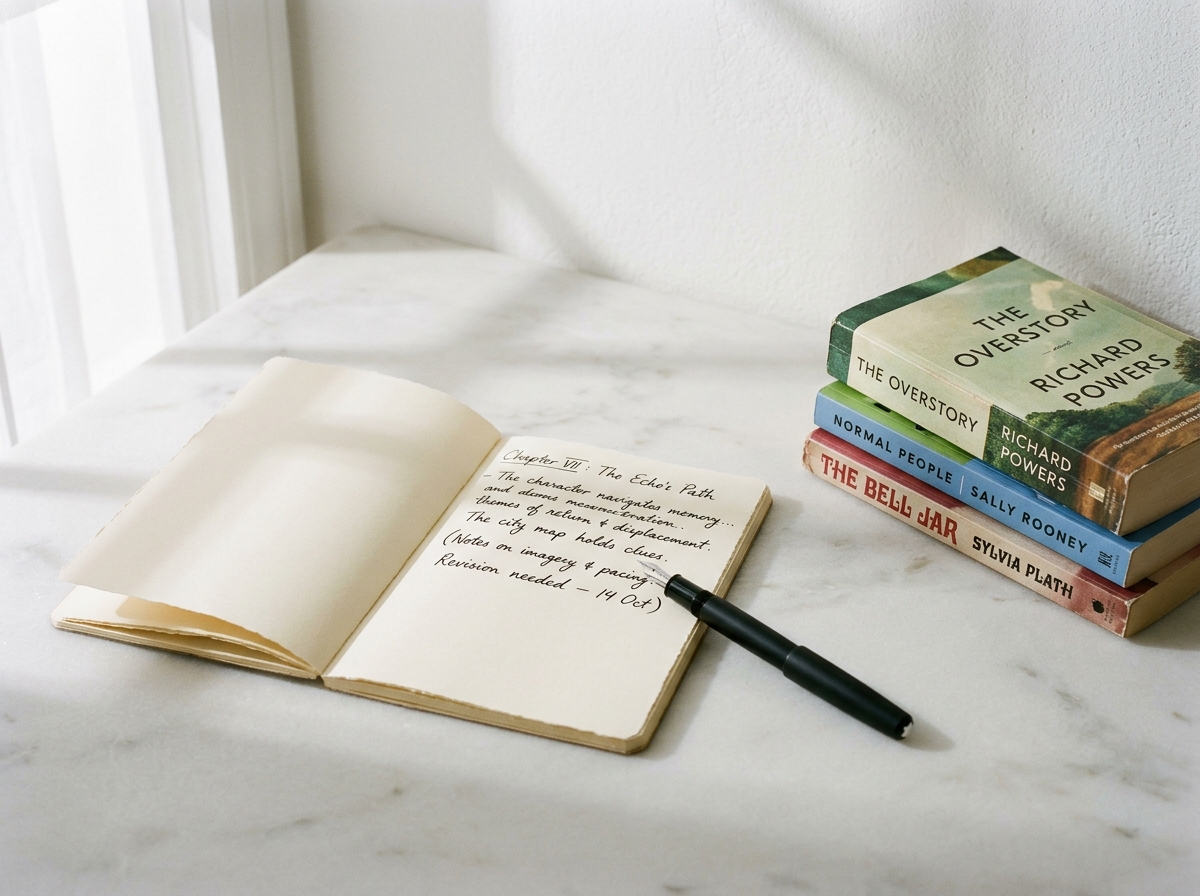 Chapter VII: The Echo's Path
- The character navigates memory...
and
themes of return & displacement.
The city map holds clues.
(Notes on imagery & pacing.
Revision needed — 14 Oct)
THE
OVERSTORY
RICHARD
POWERS
THE OVERSTORY
RICHARD
POWERS
NORMAL PEOPLE | SALLY ROONEY
THE BELL JAR SYLVIA PLATH